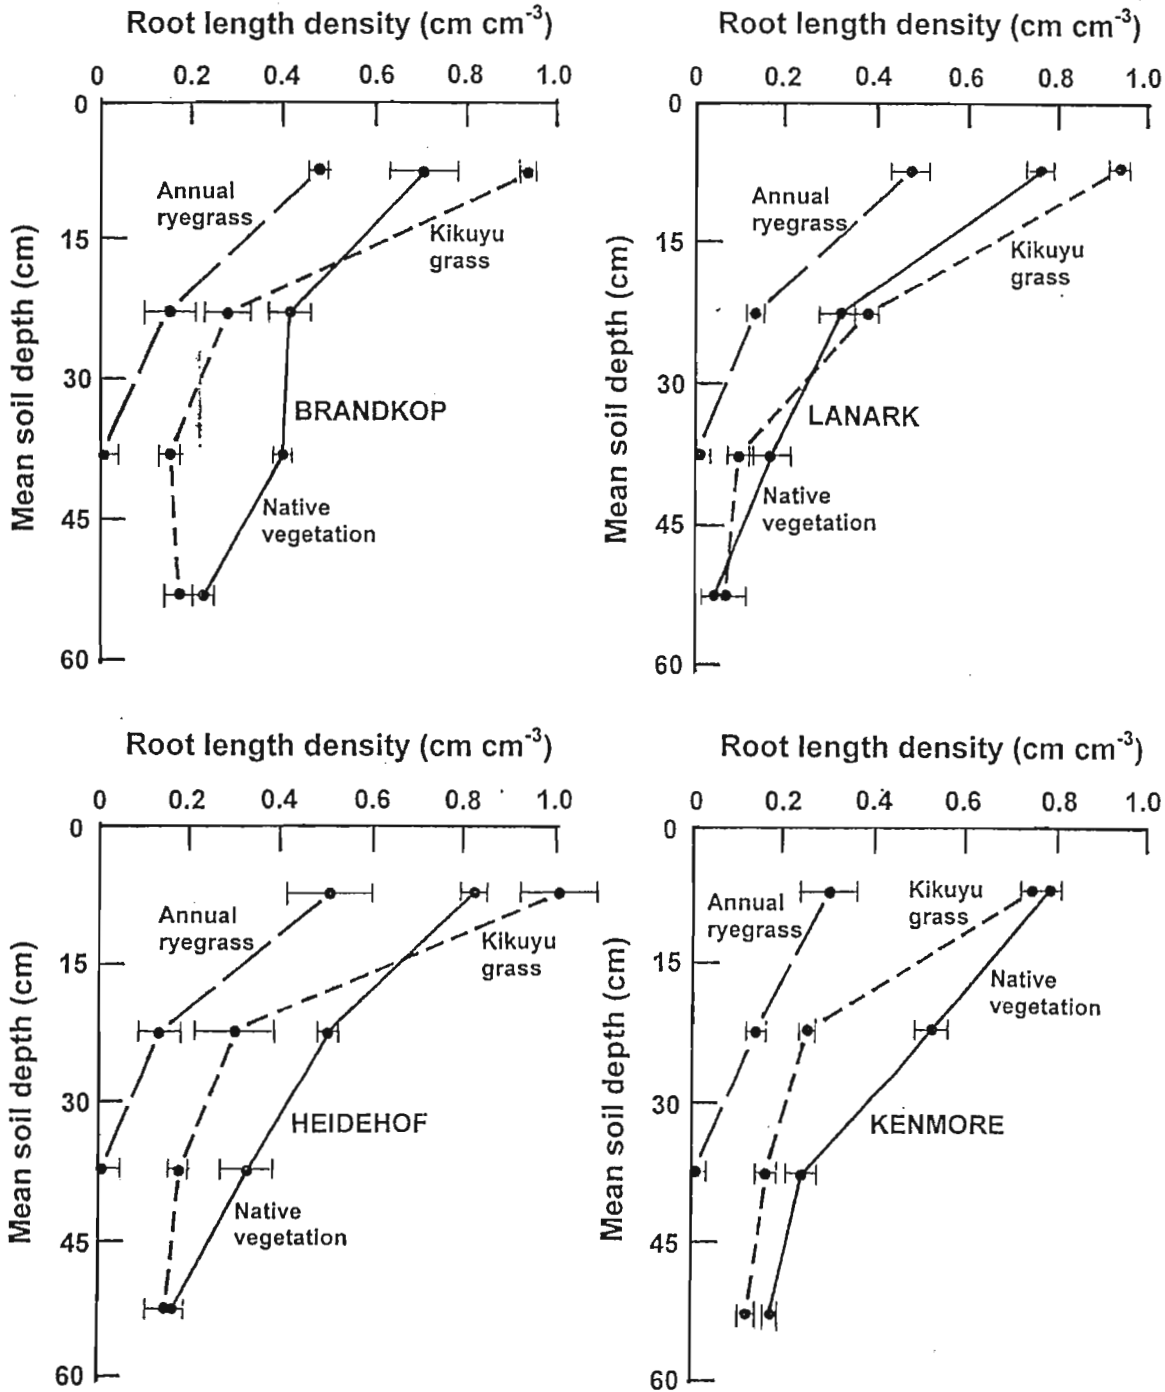 Root length density (cm cm-3)
0 0.2 0.4 0.6 0.8 1.0
0
15
30
45
60
Mean soil depth (cm)
Annual
ryegrass
Kikuyu
grass
BRANDKOP
Native
vegetation
Root length density (cm cm-3)
0 0.2 0.4 0.6 0.8 1.0
0
15
30
45
60
Mean soil depth (cm)
Annual
ryegrass
Kikuyu
grass
LANARK
Native
vegetation
Root length density (cm cm-3)
0 0.2 0.4 0.6 0.8 1.0
0
15
30
45
60
Mean soil depth (cm)
Annual
ryegrass
Kikuyu
grass
HEIDEHOF
Native
vegetation
Root length density (cm cm-3)
0 0.2 0.4 0.6 0.8 1.0
0
15
30
45
60
Mean soil depth (cm)
Annual
ryegrass
Kikuyu
grass
Native
vegetation
KENMORE